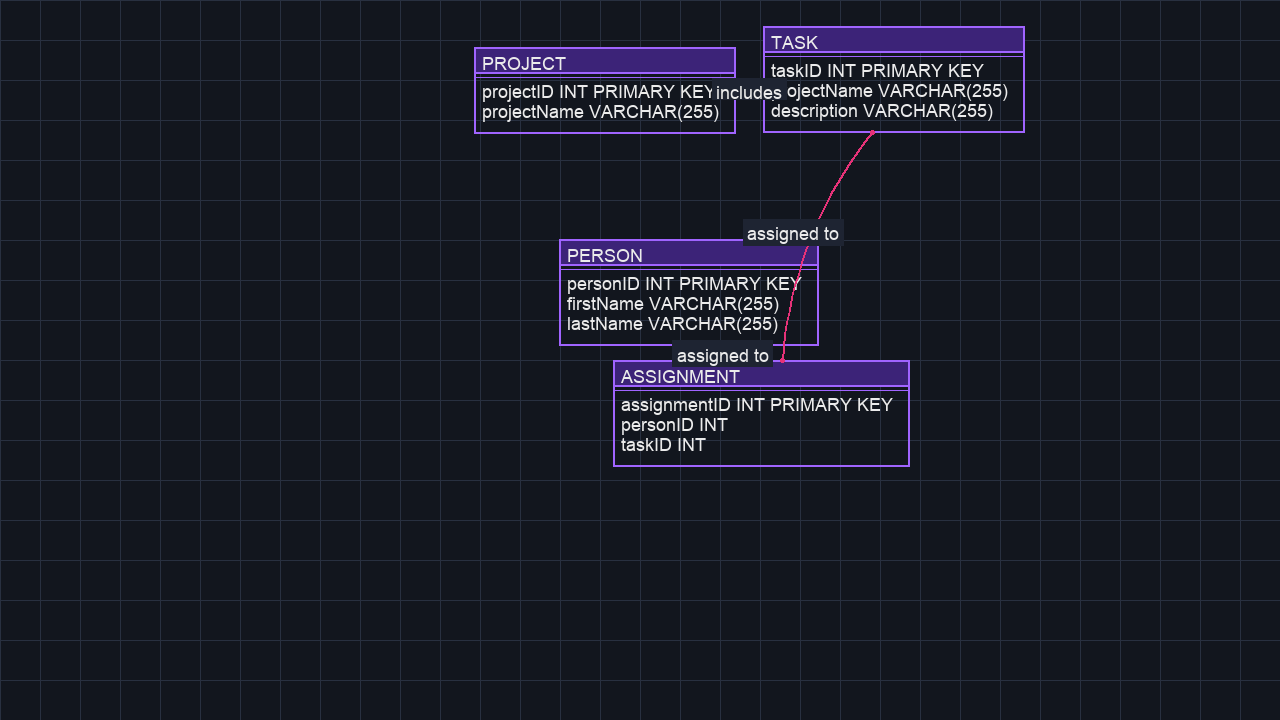 PROJECT
projectID INT PRIMARY KEY
projectName VARCHAR(255)
includes
TASK
taskID INT PRIMARY KEY
ojectName VARCHAR(255)
description VARCHAR(255)
assigned to
PERSON
personID INT PRIMARY KEY
firstName VARCHAR(255)
lastName VARCHAR(255)
assigned to
ASSIGNMENT
assignmentID INT PRIMARY KEY
personID INT
taskID INT